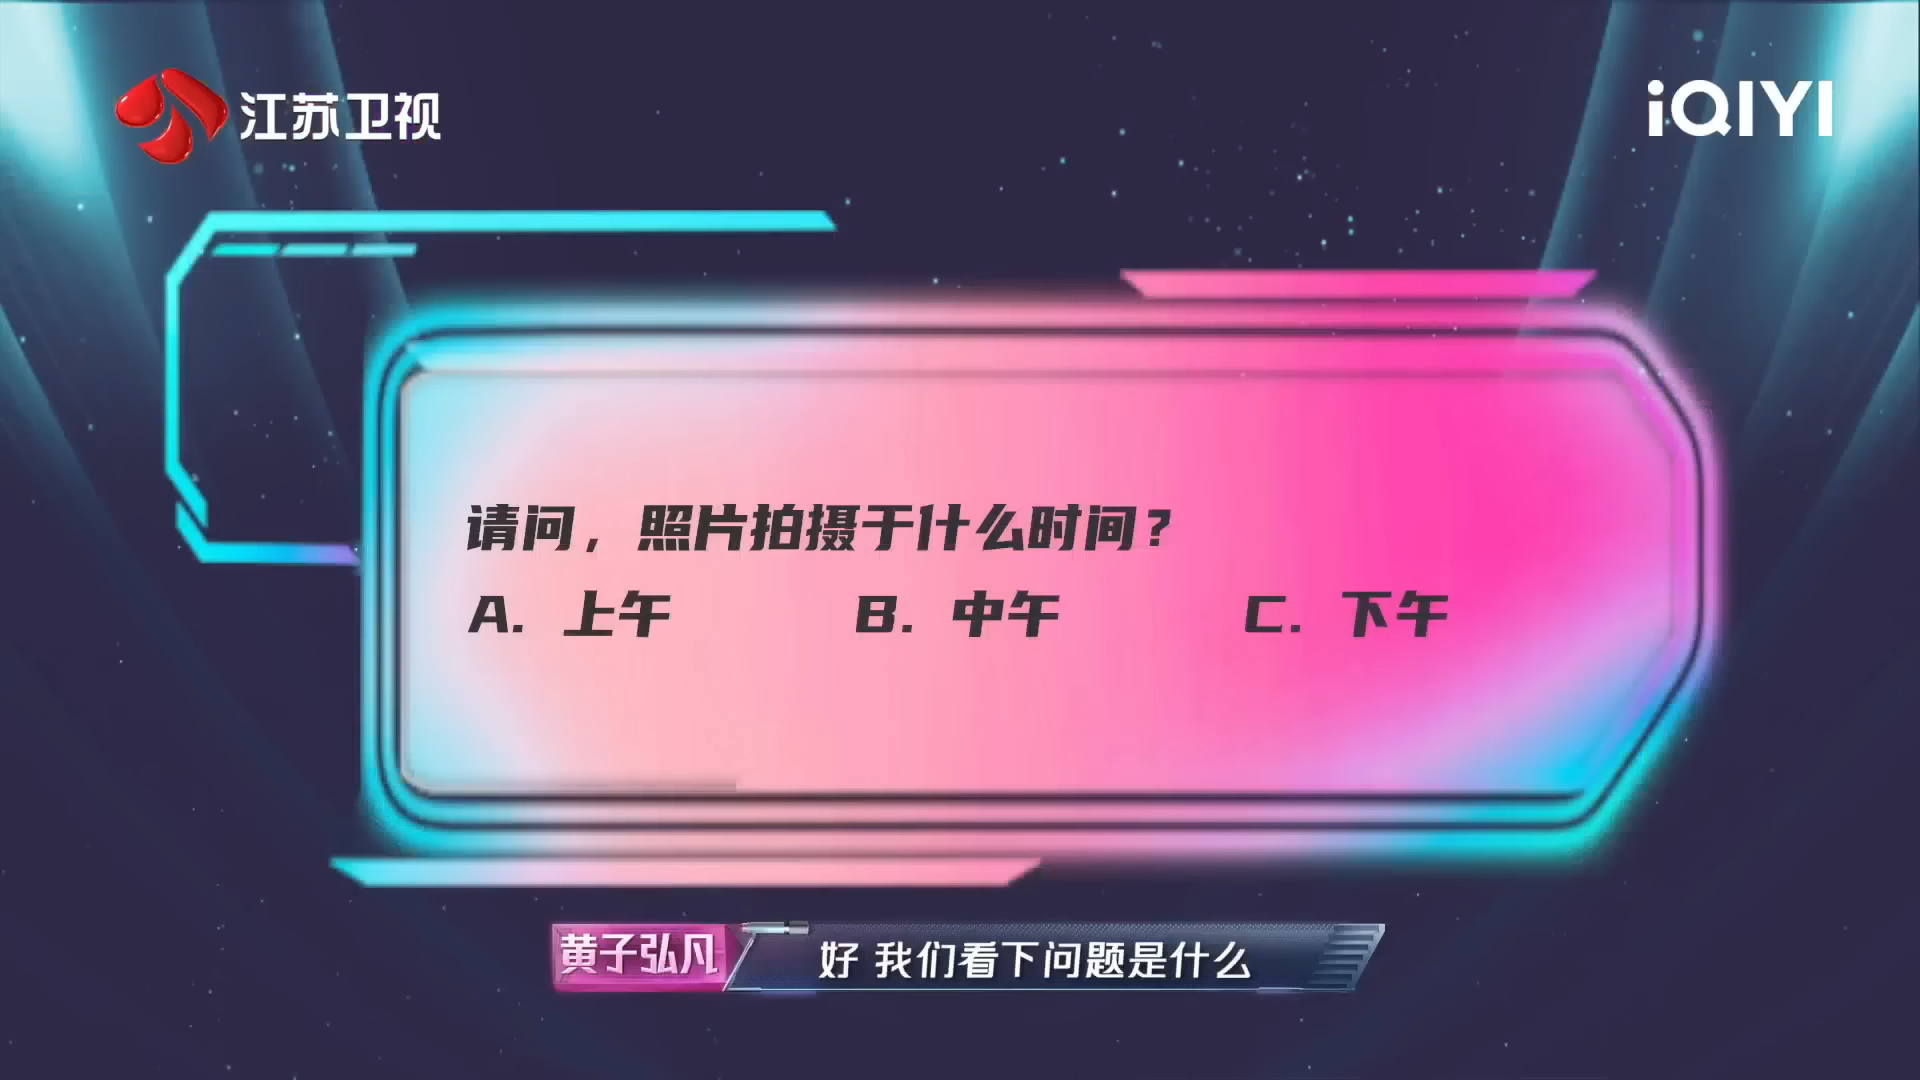 江苏卫视
iQIYI
请问，照片拍摄于什么时间？
A. 上午 B. 中午 C. 下午
黄子弘凡 好 我们看下问题是什么